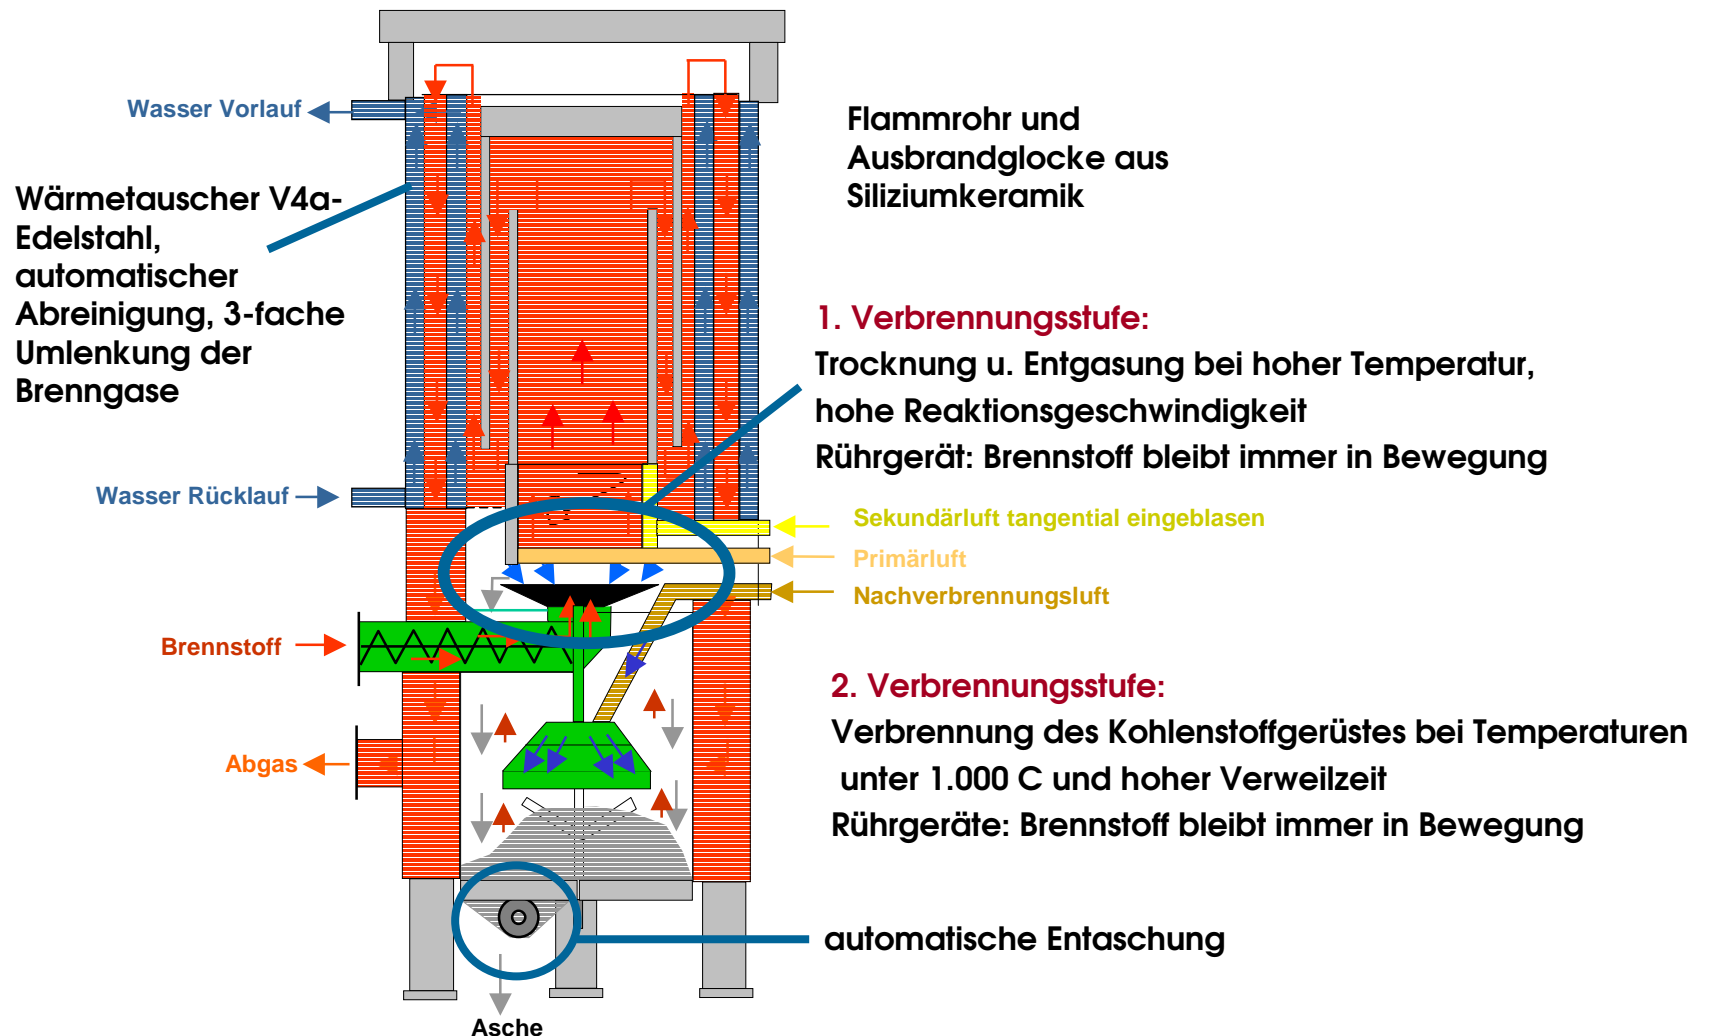 Wasser Vorlauf
Wärmetauscher V4a-
Edelstahl,
automatischer
Abreinigung, 3-fache
Umlenkung der
Brenngase
Wasser Rücklauf
Brennstoff
Abgas
Flammrohr und
Ausbrandglocke aus
Siliziumkeramik
1. Verbrennungsstufe:
Trocknung u. Entgasung bei hoher Temperatur,
hohe Reaktionsgeschwindigkeit
Rührgerät: Brennstoff bleibt immer in Bewegung
Sekundärluft tangential eingeblasen
Primärluft
Nachverbrennungsluft
2. Verbrennungsstufe:
Verbrennung des Kohlenstoffgerüstes bei Temperaturen
unter 1.000 C und hoher Verweilzeit
Rührgeräte: Brennstoff bleibt immer in Bewegung
automatische Entaschung
Asche